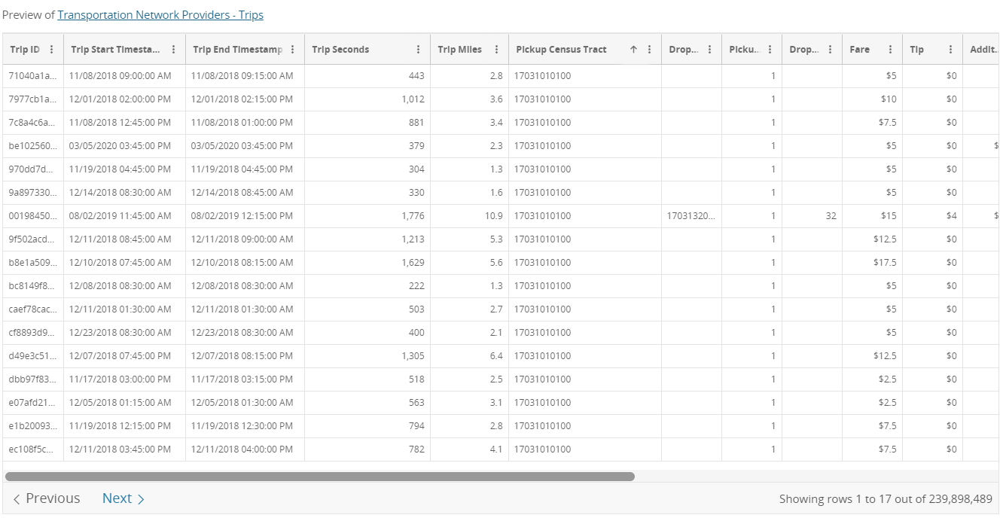 Preview of Transportation Network Providers - Trips
Trip ID Trip Start Timesta... Trip End Timestamp Trip Seconds Trip Miles Pickup Census Tract Drop... Picku... Drop... Fare Tip Addit...
71040a1a... 11/08/2018 09:00:00 AM 11/08/2018 09:15:00 AM 443 2.8 17031010100 1 $5 $0
7977cb1a... 12/01/2018 02:00:00 PM 12/01/2018 02:15:00 PM 1,012 3.6 17031010100 1 $10 $0
7c8a4c6a... 11/08/2018 12:45:00 PM 11/08/2018 01:00:00 PM 881 3.4 17031010100 1 $7.5 $0
be102560... 03/05/2020 03:45:00 PM 03/05/2020 03:45:00 PM 379 2.3 17031010100 1 $5 $0 $
970dd7d... 11/19/2018 04:45:00 PM 11/19/2018 04:45:00 PM 304 1.3 17031010100 1 $5 $0
9a897330... 12/14/2018 08:30:00 AM 12/14/2018 08:45:00 AM 330 1.6 17031010100 1 $5 $0
00198450... 08/02/2019 11:45:00 AM 08/02/2019 12:15:00 PM 1,776 10.9 17031010100 17031320... 1 32 $15 $4 $
9f502acd... 12/11/2018 08:45:00 AM 12/11/2018 09:00:00 AM 1,213 5.3 17031010100 1 $12.5 $0
b8e1a509... 12/10/2018 07:45:00 AM 12/10/2018 08:15:00 AM 1,629 5.6 17031010100 1 $17.5 $0
bc8149f8... 12/08/2018 08:30:00 AM 12/08/2018 08:30:00 AM 222 1.3 17031010100 1 $5 $0
caef78cac... 12/11/2018 01:30:00 AM 12/11/2018 01:30:00 AM 503 2.7 17031010100 1 $5 $0
cf8893d9... 12/23/2018 08:30:00 AM 12/23/2018 08:30:00 AM 400 2.1 17031010100 1 $5 $0
d49e3c51... 12/07/2018 07:45:00 PM 12/07/2018 08:15:00 PM 1,305 6.4 17031010100 1 $12.5 $0
dbb97f83... 11/17/2018 03:00:00 PM 11/17/2018 03:15:00 PM 518 2.5 17031010100 1 $2.5 $0
e07afd21... 12/05/2018 01:15:00 AM 12/05/2018 01:30:00 AM 563 3.1 17031010100 1 $2.5 $0
e1b20093... 11/19/2018 12:15:00 PM 11/19/2018 12:30:00 PM 794 2.8 17031010100 1 $7.5 $0
ec108f5c... 12/11/2018 03:45:00 PM 12/11/2018 04:00:00 PM 782 4.1 17031010100 1 $7.5 $0
Previous Next Showing rows 1 to 17 out of 239,898,489